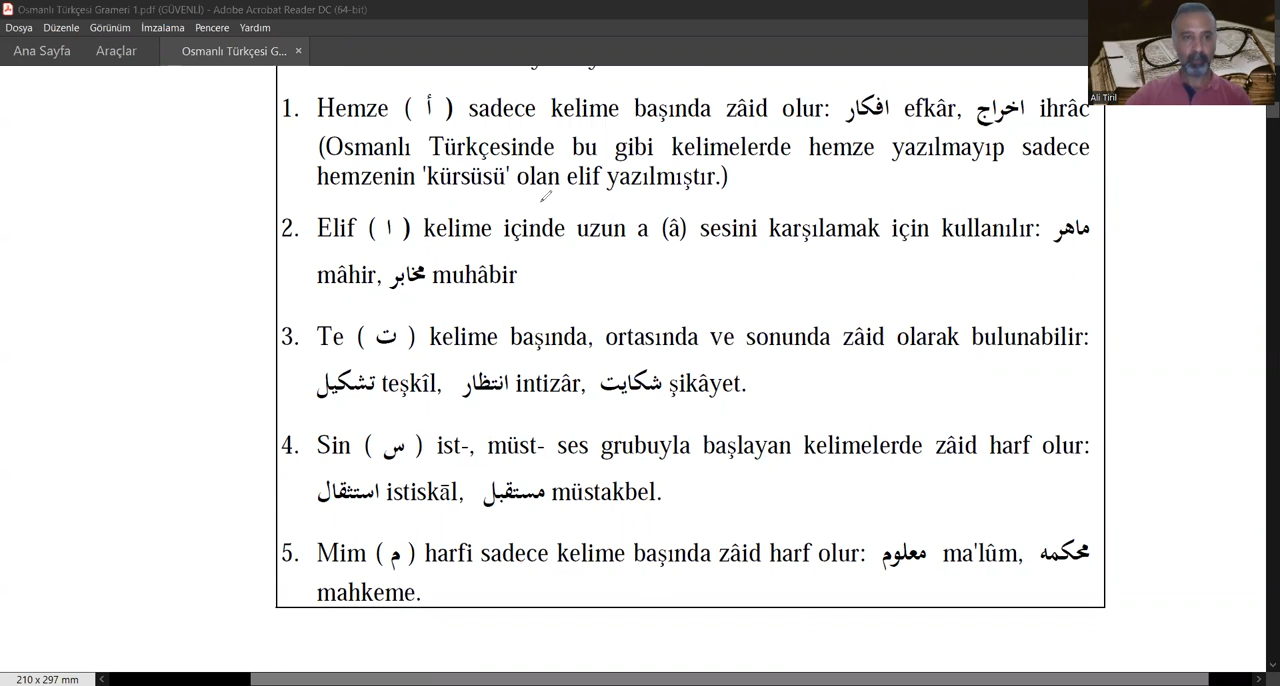 Osmanlı Türkçesi Grameri 1.pdf (GÜVENLİ) - Adobe Acrobat Reader DC (64-bit)
Dosya Düzenle Görünüm İmzalama Pencere Yardım
Ana Sayfa Araçlar Osmanlı Türkçesi G... ×
Ali Tiril
1. Hemze ( أ ) sadece kelime başında zâid olur: افكار efkâr, اخراج ihrâc
(Osmanlı Türkçesinde bu gibi kelimelerde hemze yazılmayıp sadece
hemzenin 'kürsüsü' olan elif yazılmıştır.)
2. Elif ( ا ) kelime içinde uzun a (â) sesini karşılamak için kullanılır: ماهر
mâhir, مخابر muhâbir
3. Te ( ت ) kelime başında, ortasında ve sonunda zâid olarak bulunabilir:
تشكيل teşkîl, انتظار intizâr, شكايت şikâyet.
4. Sin ( س ) ist-, müst- ses grubuyla başlayan kelimelerde zâid harf olur:
استثقال istiskāl, مستقبل müstakbel.
5. Mim ( م ) harfi sadece kelime başında zâid harf olur: معلوم ma'lûm, محكمه
mahkeme.
210 x 297 mm